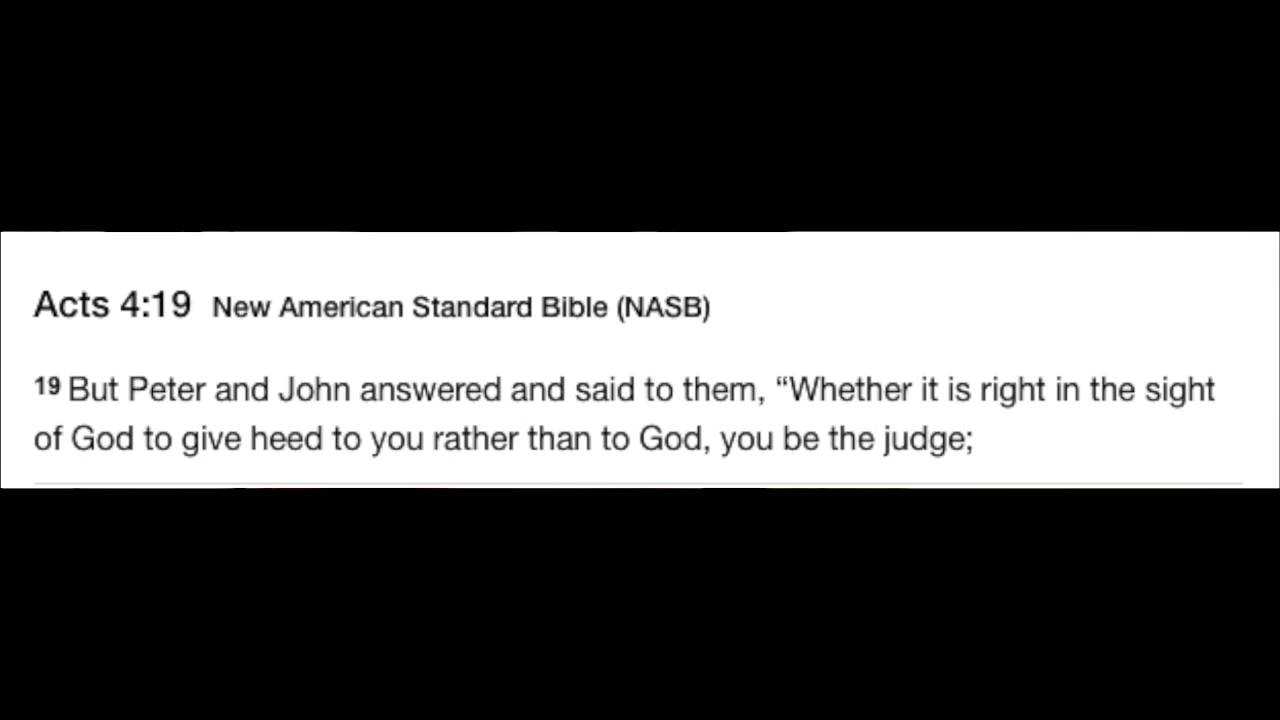 Acts 4:19 New American Standard Bible (NASB)
19 But Peter and John answered and said to them, “Whether it is right in the sight
of God to give heed to you rather than to God, you be the judge;